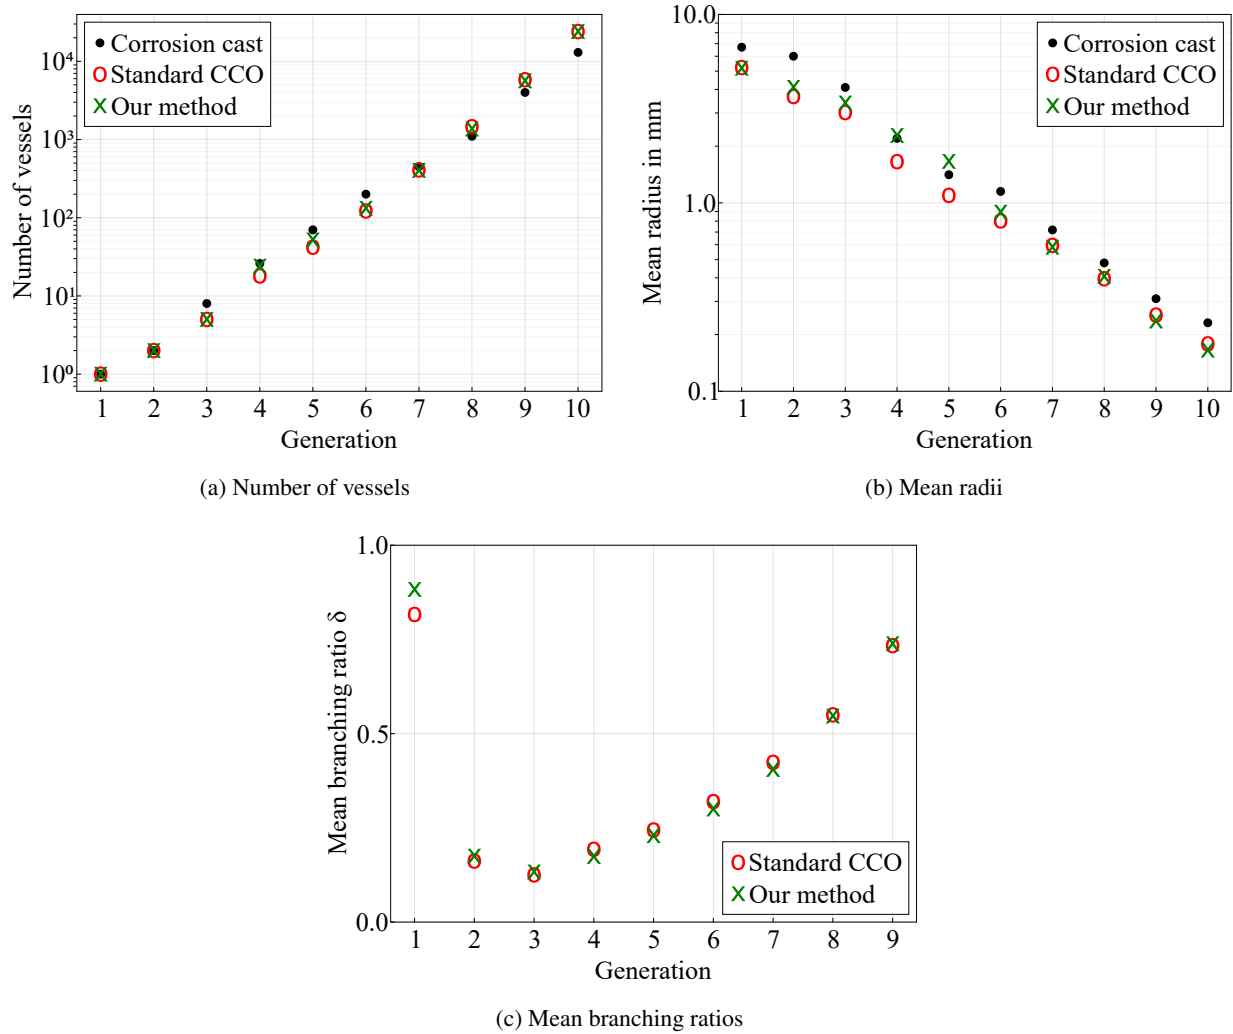 Number of vessels
10⁴
10³
10²
10¹
10⁰
Corrosion cast
Standard CCO
Our method
1 2 3 4 5 6 7 8 9 10
Generation
(a) Number of vessels
Mean radius in mm
10.0
1.0
0.1
Corrosion cast
Standard CCO
Our method
1 2 3 4 5 6 7 8 9 10
Generation
(b) Mean radii
Mean branching ratio δ
1.0
0.5
0.0
Standard CCO
Our method
1 2 3 4 5 6 7 8 9
Generation
(c) Mean branching ratios